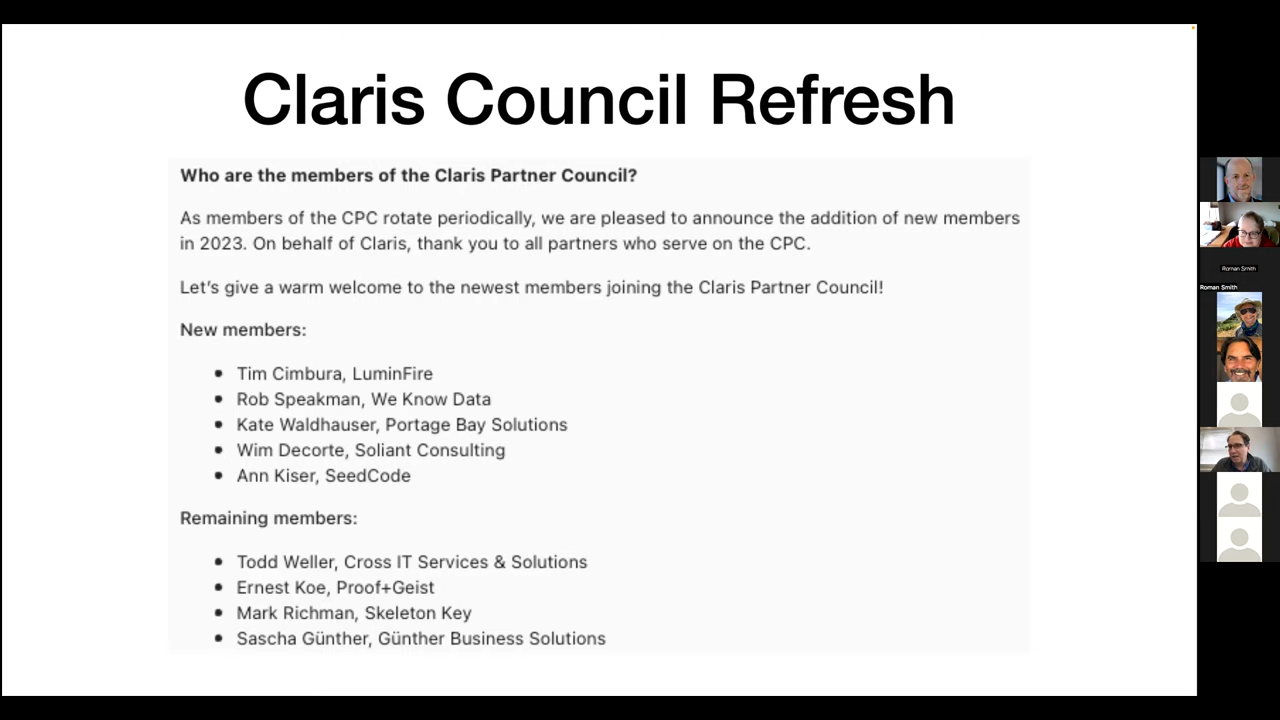 Claris Council Refresh
Who are the members of the Claris Partner Council?
As members of the CPC rotate periodically, we are pleased to announce the addition of new members
in 2023. On behalf of Claris, thank you to all partners who serve on the CPC.
Let’s give a warm welcome to the newest members joining the Claris Partner Council!
New members:
• Tim Cimbura, LuminFire
• Rob Speakman, We Know Data
• Kate Waldhauser, Portage Bay Solutions
• Wim Decorte, Soliant Consulting
• Ann Kiser, SeedCode
Remaining members:
• Todd Weller, Cross IT Services & Solutions
• Ernest Koe, Proof+Geist
• Mark Richman, Skeleton Key
• Sascha Günther, Günther Business Solutions
Roman Smith
Roman Smith